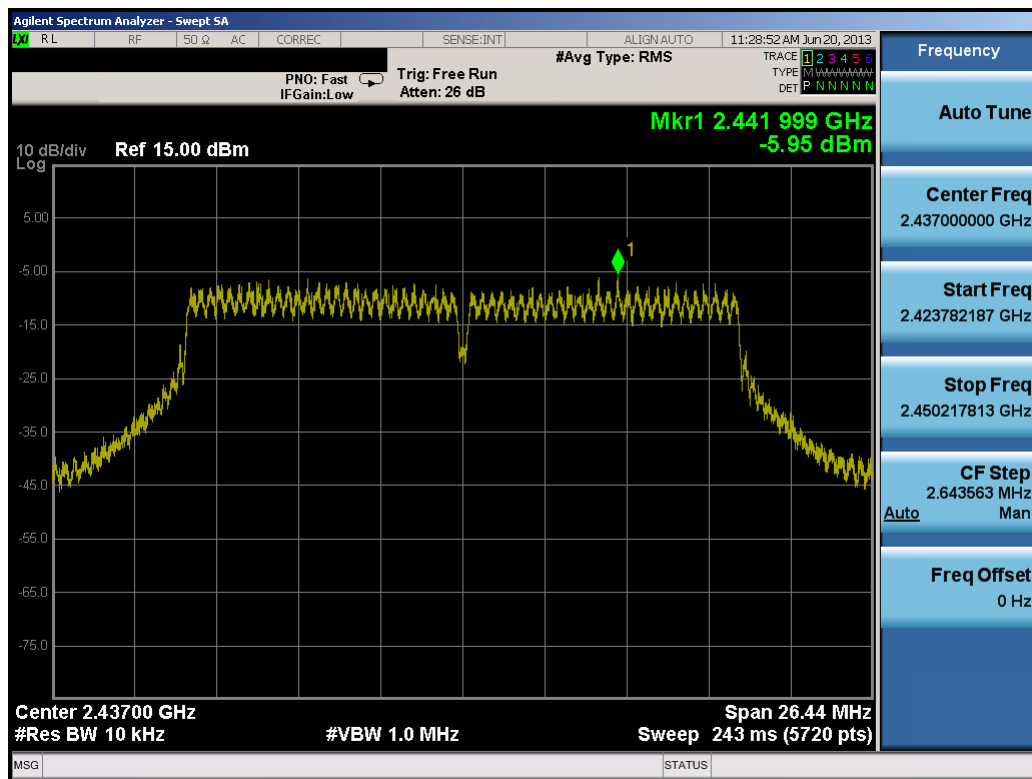 Agilent Spectrum Analyzer - Swept SA
LXI RL RF 50 Ω AC CORREC SENSE:INT ALIGN AUTO 11:28:52 AM Jun 20, 2013
PNO: Fast
IFGain:Low
Trig: Free Run
Atten: 26 dB
#Avg Type: RMS
TRACE 1 2 3 4 5 6
TYPE M WWWWW
DET P N N N N N
Mkr1 2.441 999 GHz
-5.95 dBm
10 dB/div Ref 15.00 dBm
Log
5.00
-5.00
-15.0
-25.0
-35.0
-45.0
-55.0
-65.0
-75.0
1
Center 2.43700 GHz
Span 26.44 MHz
#Res BW 10 kHz
#VBW 1.0 MHz
Sweep 243 ms (5720 pts)
MSG
STATUS
Frequency
Auto Tune
Center Freq
2.437000000 GHz
Start Freq
2.423782187 GHz
Stop Freq
2.450217813 GHz
CF Step
2.643563 MHz
Auto Man
Freq Offset
0 Hz